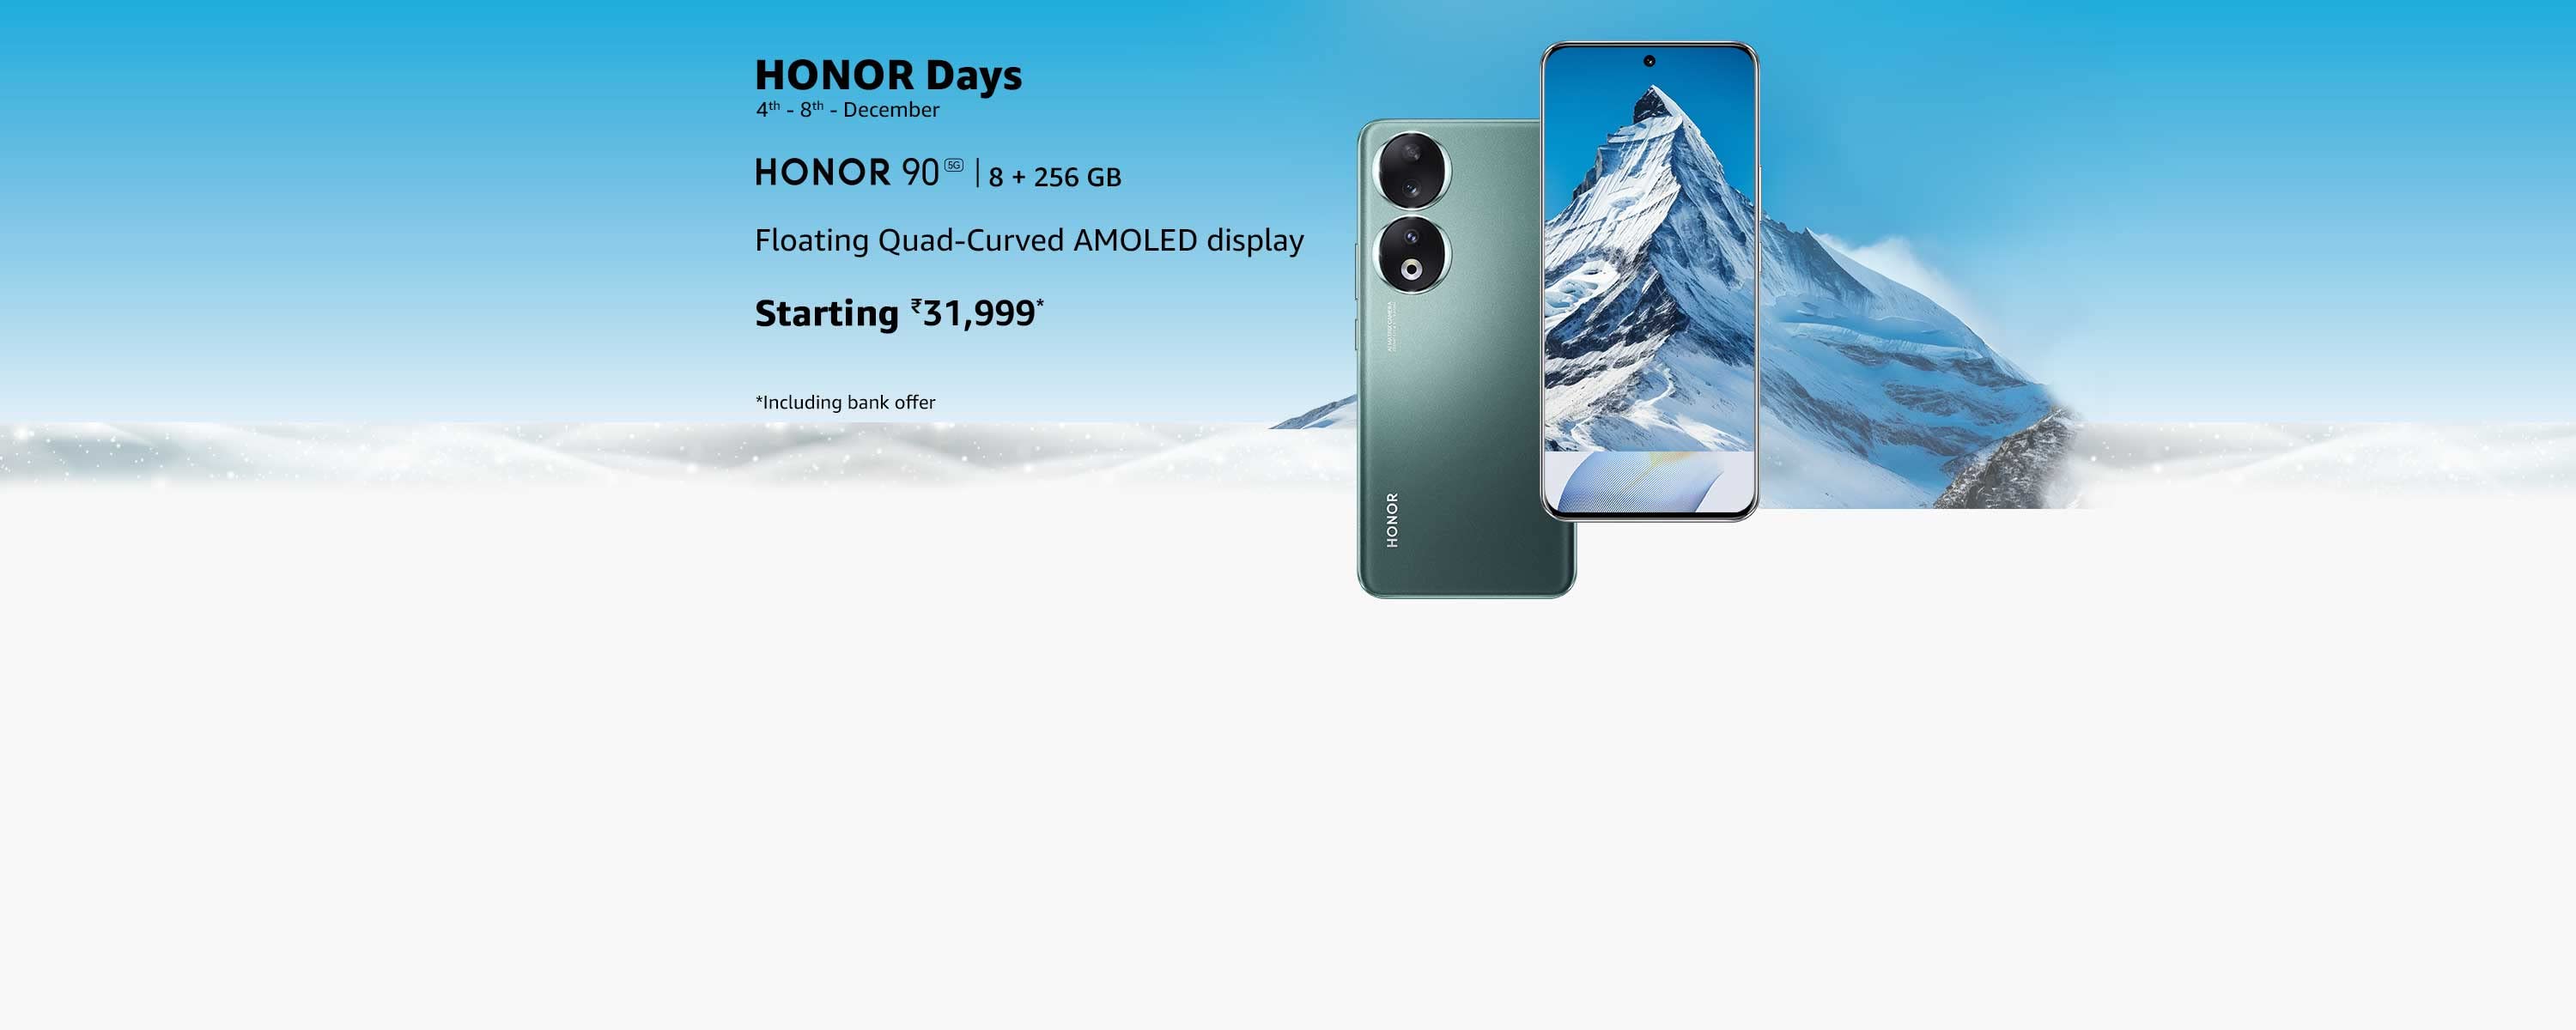 HONOR Days
4th - 8th - December
HONOR 90 5G | 8 + 256 GB
Floating Quad-Curved AMOLED display
Starting ₹31,999*
*Including bank offer
HONOR